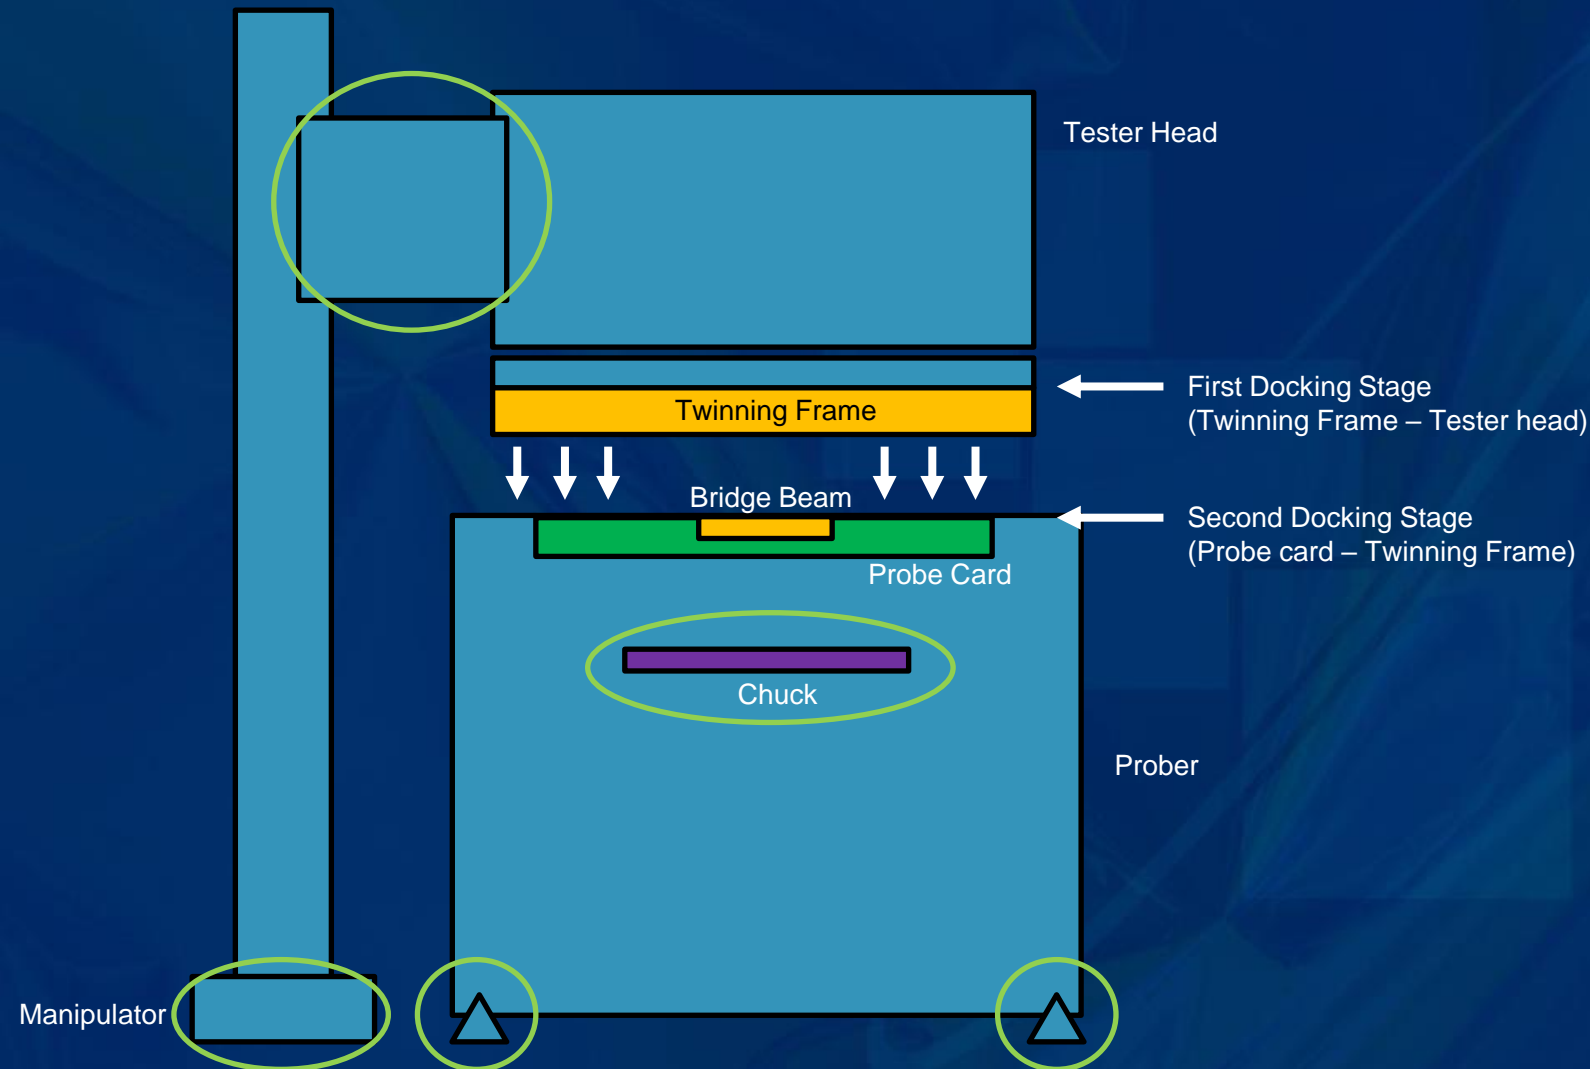 Tester Head
First Docking Stage
(Twinning Frame – Tester head)
Twinning Frame
Bridge Beam
Second Docking Stage
(Probe card – Twinning Frame)
Probe Card
Chuck
Prober
Manipulator